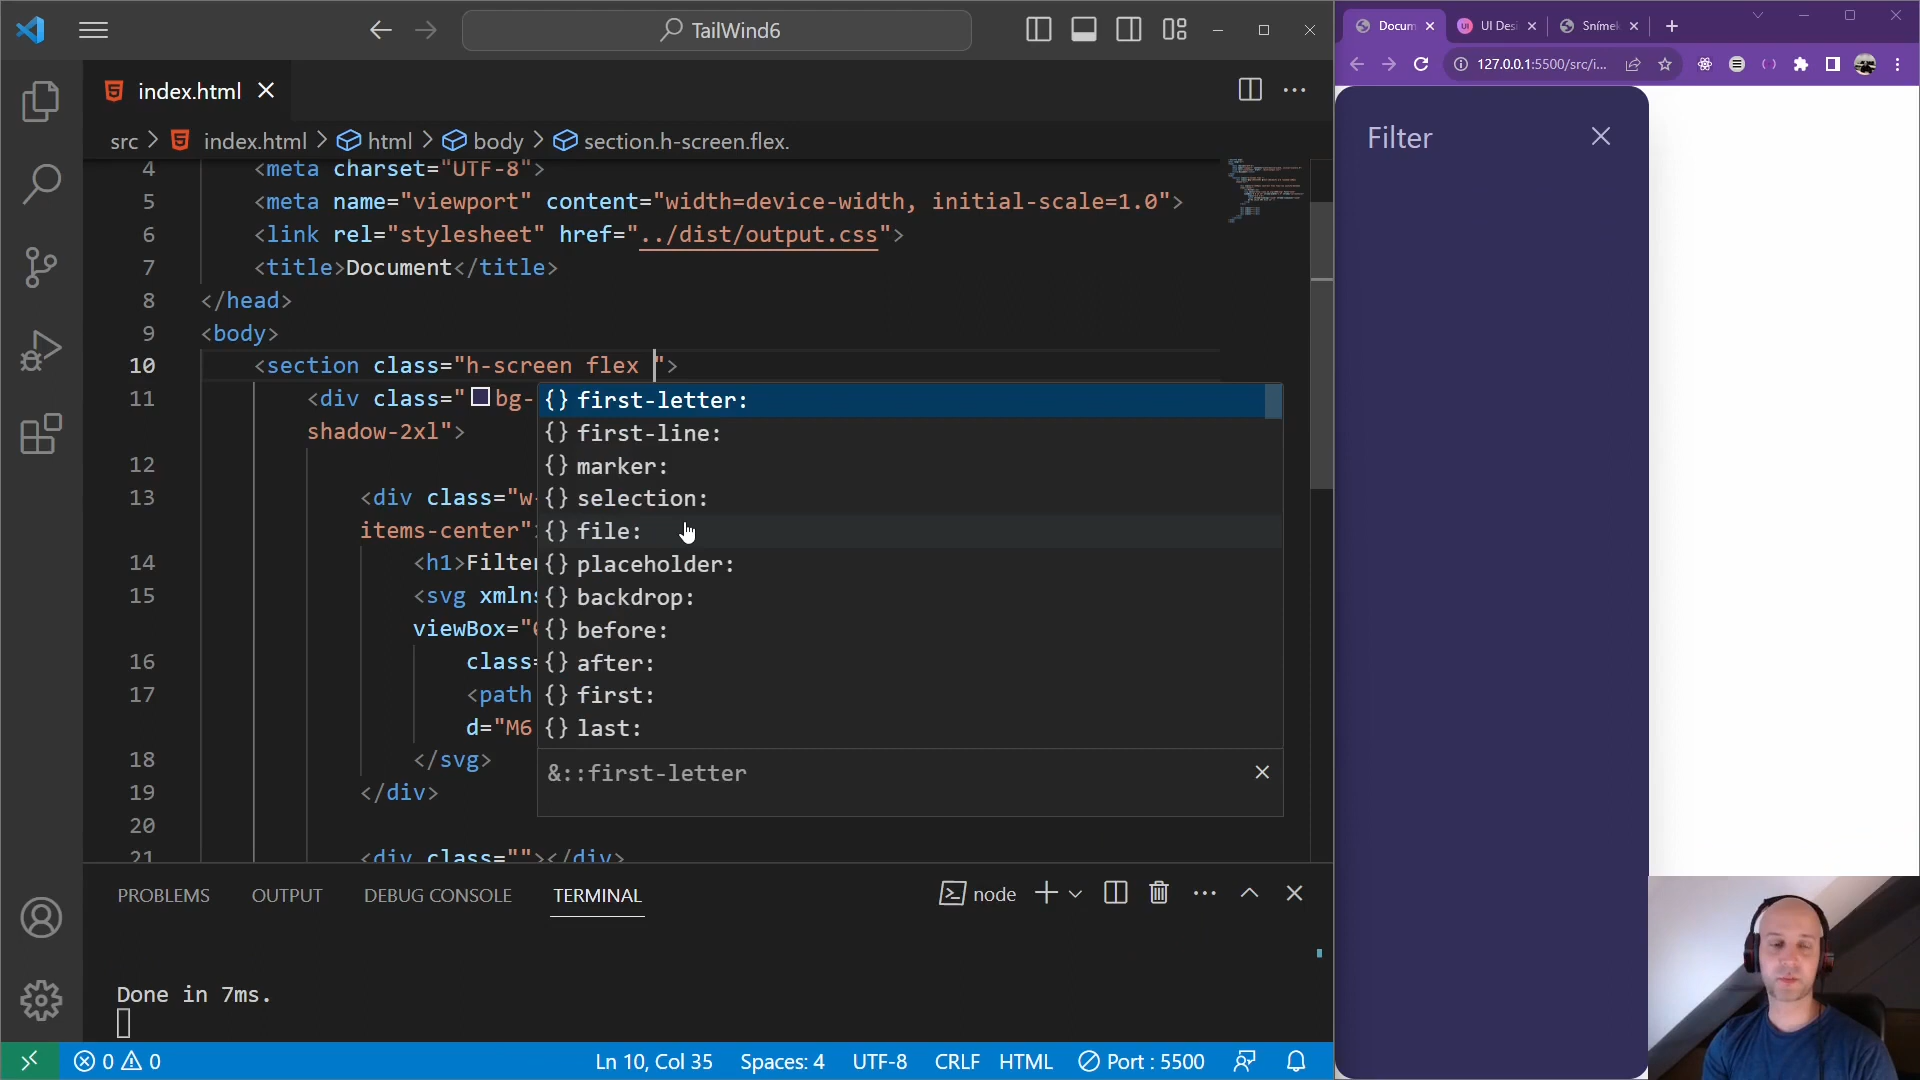 TailWind6
index.html
src > index.html > html > body > section.h-screen.flex.
4 <meta charset="UTF-8">
5 <meta name="viewport" content="width=device-width, initial-scale=1.0">
6 <link rel="stylesheet" href="../dist/output.css">
7 <title>Document</title>
8 </head>
9 <body>
10 <section class="h-screen flex ">
11 <div class="bg-
shadow-2xl">
12
13 <div class="w-
items-center">
14 <h1>Filter
15 <svg xmlns
viewBox="0
16 class=
17 <path
d="M6
18 </svg>
19 </div>
20
21 <div class=""></div>
{} first-letter:
{} first-line:
{} marker:
{} selection:
{} file:
{} placeholder:
{} backdrop:
{} before:
{} after:
{} first:
{} last:
&::first-letter
PROBLEMS OUTPUT DEBUG CONSOLE TERMINAL node
Done in 7ms.
0 0 Ln 10, Col 35 Spaces: 4 UTF-8 CRLF HTML Port : 5500
Docum UI Desi Snímek
127.0.0.1:5500/src/i...
Filter